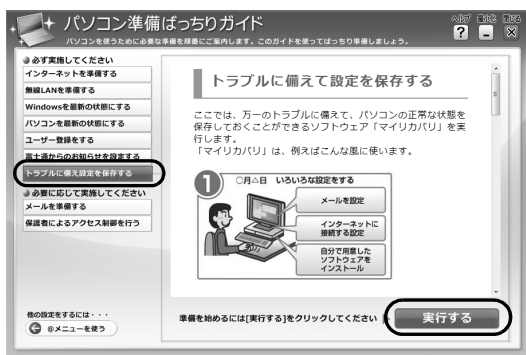 パソコン準備ばっちりガイド
パソコンを使うために必要な準備を順番にご案内します。このガイドを使ってばっちり準備しましょう。
ヘルプ 最小化 閉じる
?
必ず実施してください
インターネットを準備する
無線LANを準備する
Windowsを最新の状態にする
パソコンを最新の状態にする
ユーザー登録をする
富士通からのお知らせを設定する
トラブルに備え設定を保存する
必要に応じて実施してください
メールを準備する
保護者によるアクセス制御を行う
他の設定をするには・・・
@メニューを使う
トラブルに備えて設定を保存する
ここでは、万一のトラブルに備えて、パソコンの正常な状態を
保存しておくことができるソフトウェア「マイリカバリ」を実
行します。
「マイリカバリ」は、例えばこんな風に使います。
1
○月△日 いろいろな設定をする
メールを設定
インターネットに
接続する設定
自分で用意した
ソフトウェアを
インストール
準備を始めるには[実行する]をクリックしてください
実行する